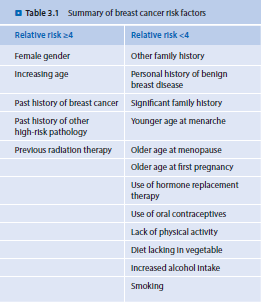 Table 3.1 Summary of breast cancer risk factors
Relative risk ≥4 Relative risk <4
Female gender Other family history
Increasing age Personal history of benign
breast disease
Past history of breast cancer Significant family history
Past history of other Younger age at menarche
high-risk pathology
Previous radiation therapy Older age at menopause
Older age at first pregnancy
Use of hormone replacement
therapy
Use of oral contraceptives
Lack of physical activity
Diet lacking in vegetable
Increased alcohol intake
Smoking